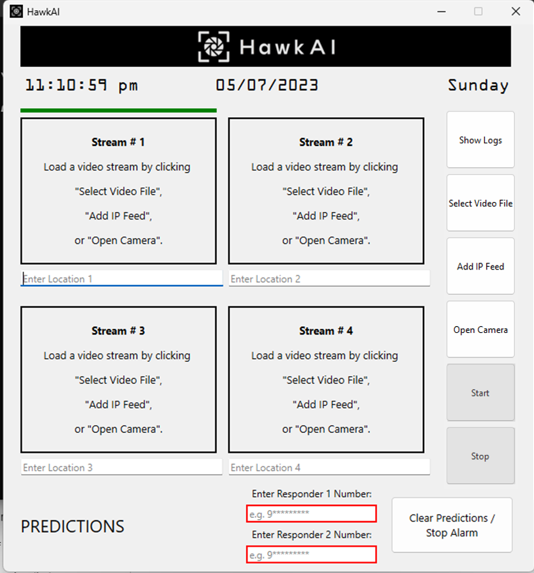 HawkAI
HawkAI
11:10:59 pm 05/07/2023 Sunday
Stream # 1
Load a video stream by clicking
"Select Video File",
"Add IP Feed",
or "Open Camera".
Stream # 2
Load a video stream by clicking
"Select Video File",
"Add IP Feed",
or "Open Camera".
Enter Location 1
Enter Location 2
Stream # 3
Load a video stream by clicking
"Select Video File",
"Add IP Feed",
or "Open Camera".
Stream # 4
Load a video stream by clicking
"Select Video File",
"Add IP Feed",
or "Open Camera".
Enter Location 3
Enter Location 4
Show Logs
Select Video File
Add IP Feed
Open Camera
Start
Stop
PREDICTIONS
Enter Responder 1 Number:
e.g. 9*********
Enter Responder 2 Number:
e.g. 9*********
Clear Predictions /
Stop Alarm